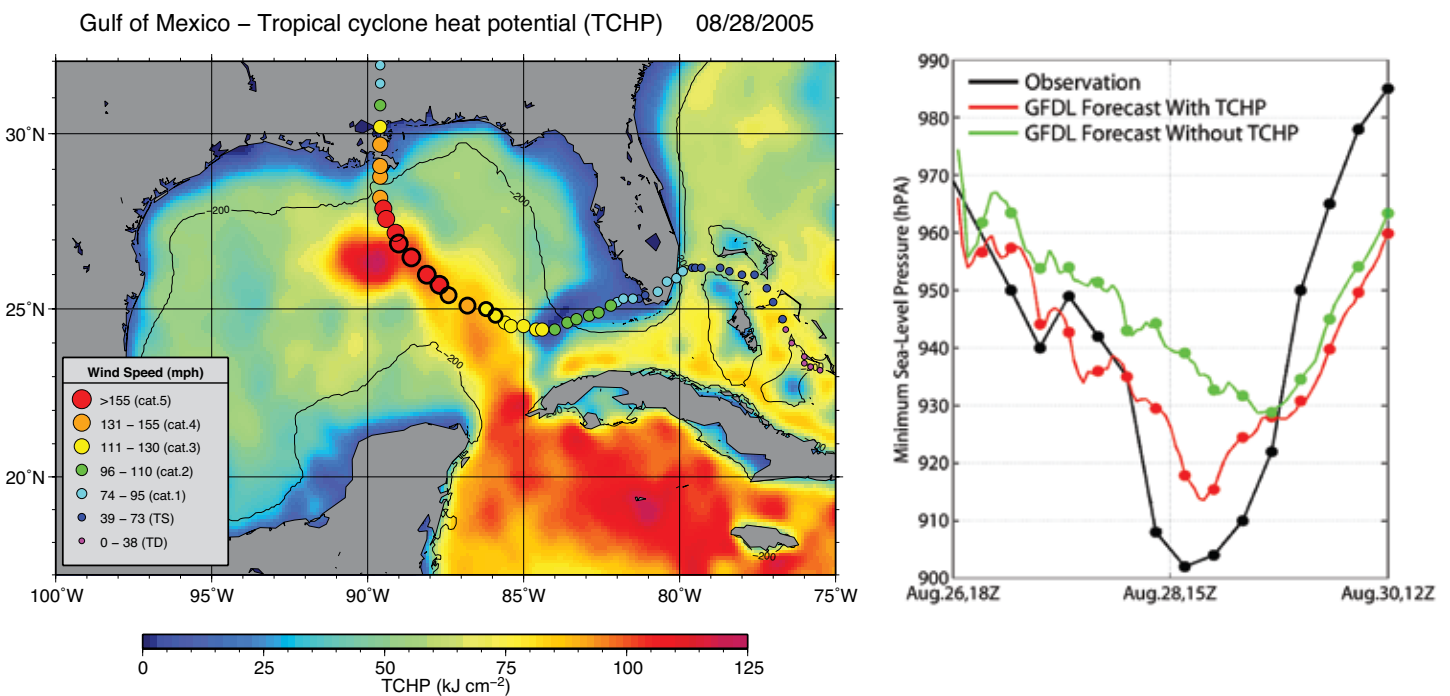 Gulf of Mexico − Tropical cyclone heat potential (TCHP) 08/28/2005
30˚N
25˚N
20˚N
−200
−200
−200
−200
Wind Speed (mph)
>155 (cat.5)
131 − 155 (cat.4)
111 − 130 (cat.3)
96 − 110 (cat.2)
74 − 95 (cat.1)
39 − 73 (TS)
0 − 38 (TD)
100˚W 95˚W 90˚W 85˚W 80˚W 75˚W
0 25 50 75 100 125
TCHP (kJ cm−2)
Minimum Sea-Level Pressure (hPA)
990
980
970
960
950
940
930
920
910
900
Observation
GFDL Forecast With TCHP
GFDL Forecast Without TCHP
Aug.26,18Z Aug.28,15Z Aug.30,12Z